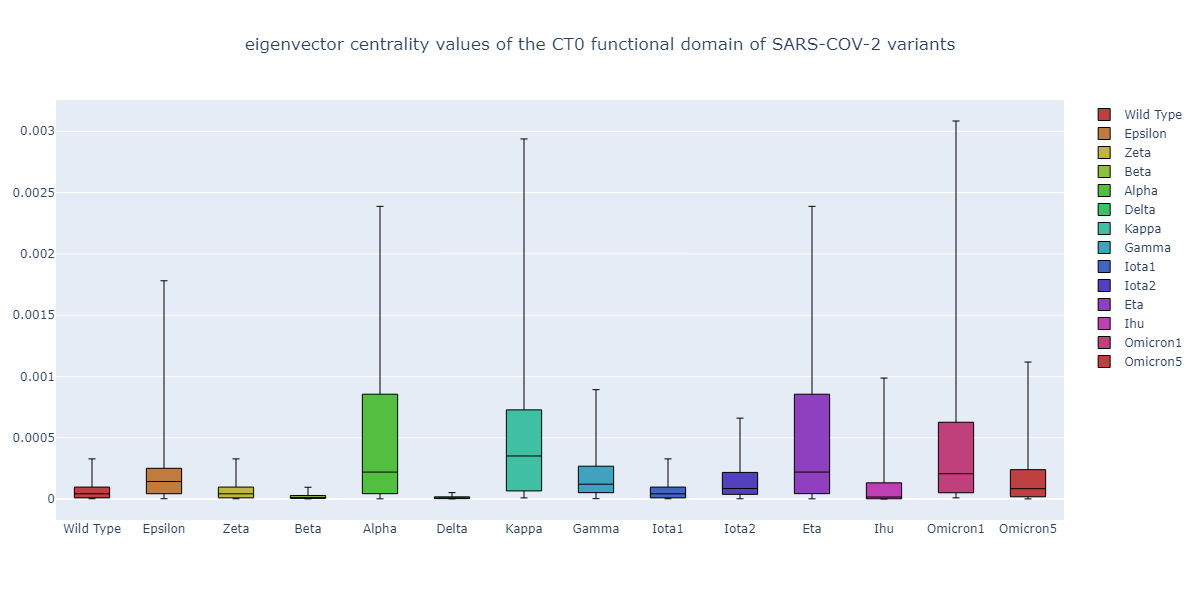 eigenvector centrality values of the CT0 functional domain of SARS-COV-2 variants
0.003
0.0025
0.002
0.0015
0.001
0.0005
0
Wild Type Epsilon Zeta Beta Alpha Delta Kappa Gamma Iota1 Iota2 Eta Ihu Omicron1 Omicron5
Wild Type
Epsilon
Zeta
Beta
Alpha
Delta
Kappa
Gamma
Iota1
Iota2
Eta
Ihu
Omicron1
Omicron5